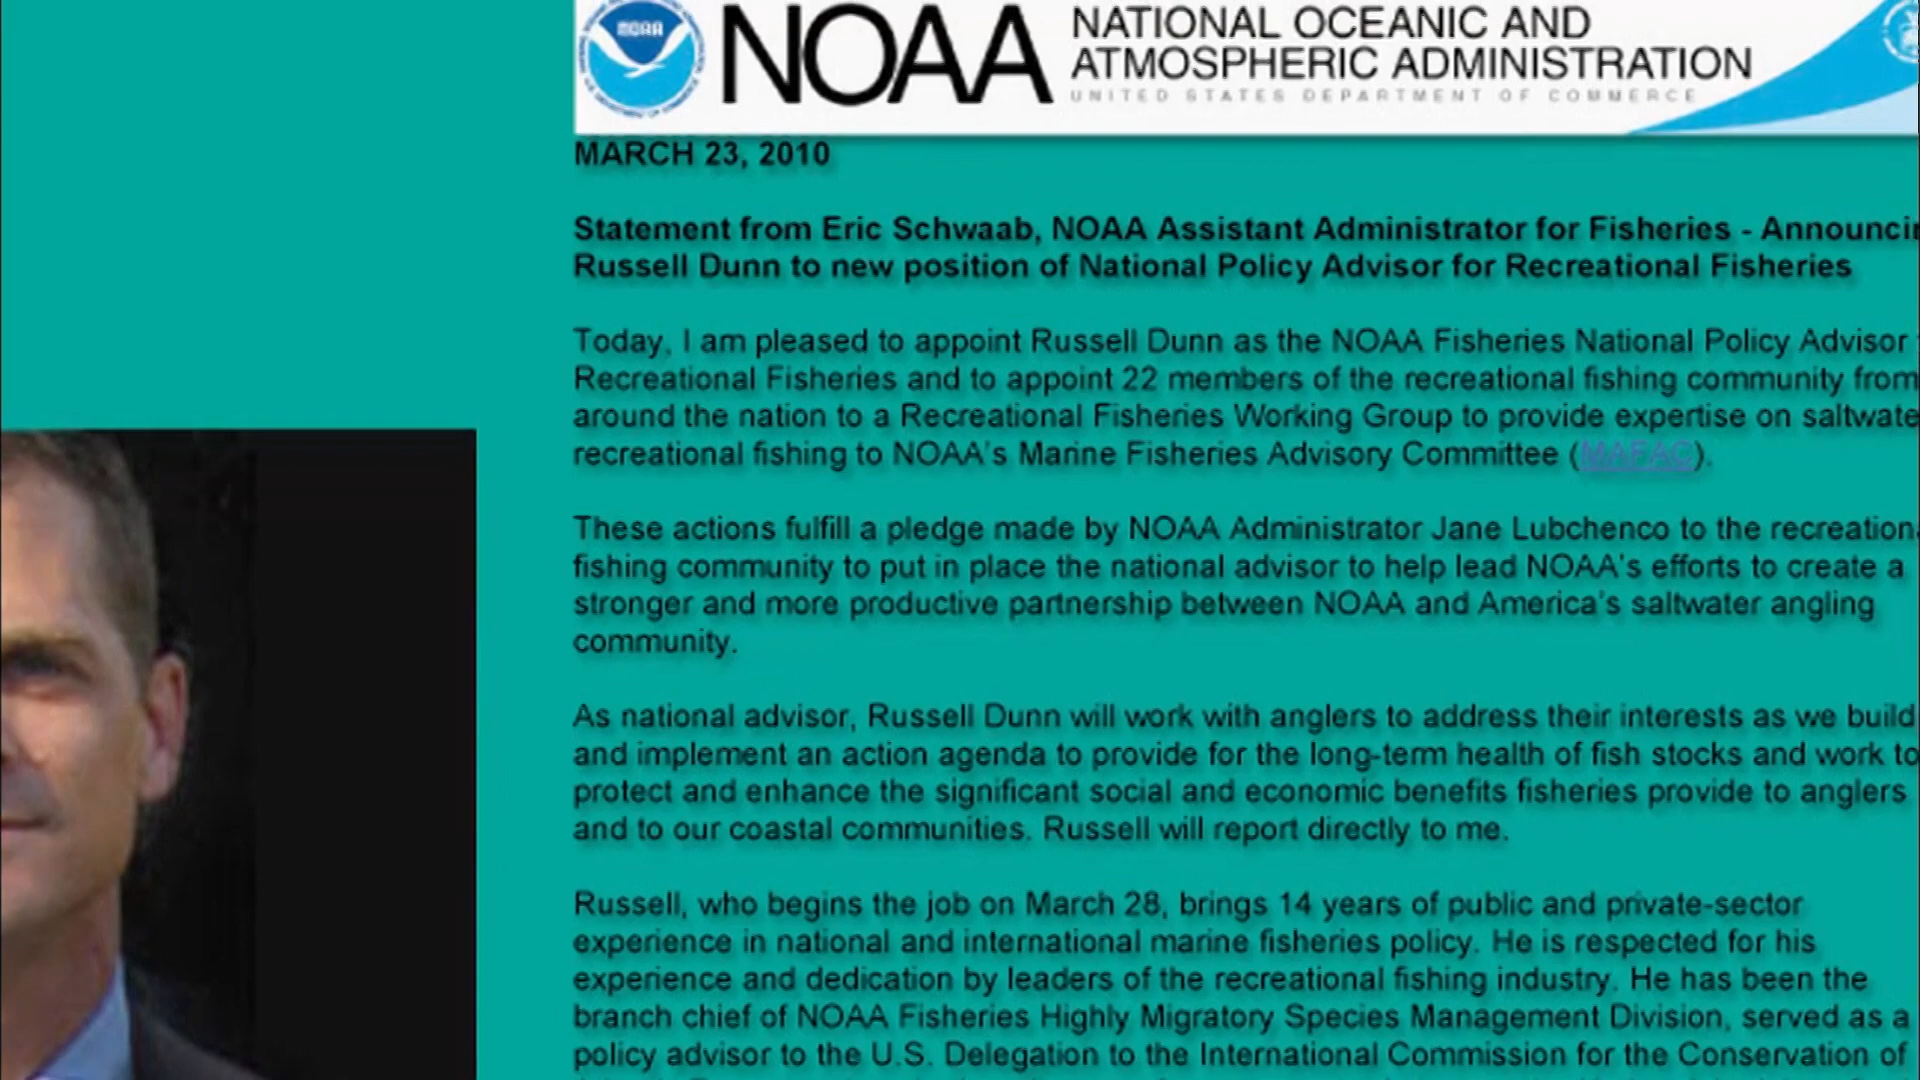 NOAA
NOAA
NATIONAL OCEANIC AND
ATMOSPHERIC ADMINISTRATION
UNITED STATES DEPARTMENT OF COMMERCE
MARCH 23, 2010
Statement from Eric Schwaab, NOAA Assistant Administrator for Fisheries - Announcin
Russell Dunn to new position of National Policy Advisor for Recreational Fisheries
Today, I am pleased to appoint Russell Dunn as the NOAA Fisheries National Policy Advisor
Recreational Fisheries and to appoint 22 members of the recreational fishing community from
around the nation to a Recreational Fisheries Working Group to provide expertise on saltwate
recreational fishing to NOAA's Marine Fisheries Advisory Committee (MAFAC).
These actions fulfill a pledge made by NOAA Administrator Jane Lubchenco to the recreation
fishing community to put in place the national advisor to help lead NOAA's efforts to create a
stronger and more productive partnership between NOAA and America's saltwater angling
community.
As national advisor, Russell Dunn will work with anglers to address their interests as we build
and implement an action agenda to provide for the long-term health of fish stocks and work to
protect and enhance the significant social and economic benefits fisheries provide to anglers
and to our coastal communities. Russell will report directly to me.
Russell, who begins the job on March 28, brings 14 years of public and private-sector
experience in national and international marine fisheries policy. He is respected for his
experience and dedication by leaders of the recreational fishing industry. He has been the
branch chief of NOAA Fisheries Highly Migratory Species Management Division, served as a
policy advisor to the U.S. Delegation to the International Commission for the Conservation of